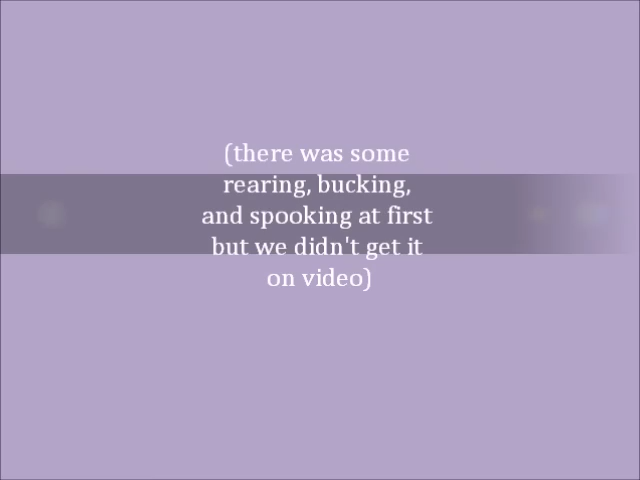 (there was some
rearing, bucking,
and spooking at first
but we didn't get it
on video)